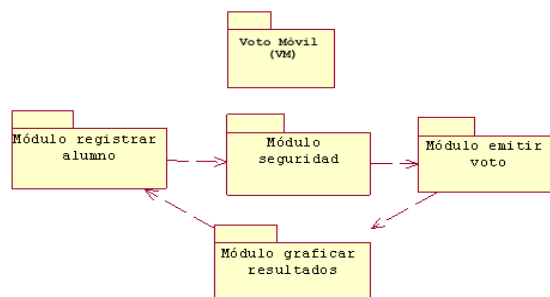 Voto Mòvil
(VM)
Módulo registrar
alumno
Módulo
seguridad
Módulo emitir
voto
Módulo graficar
resultados